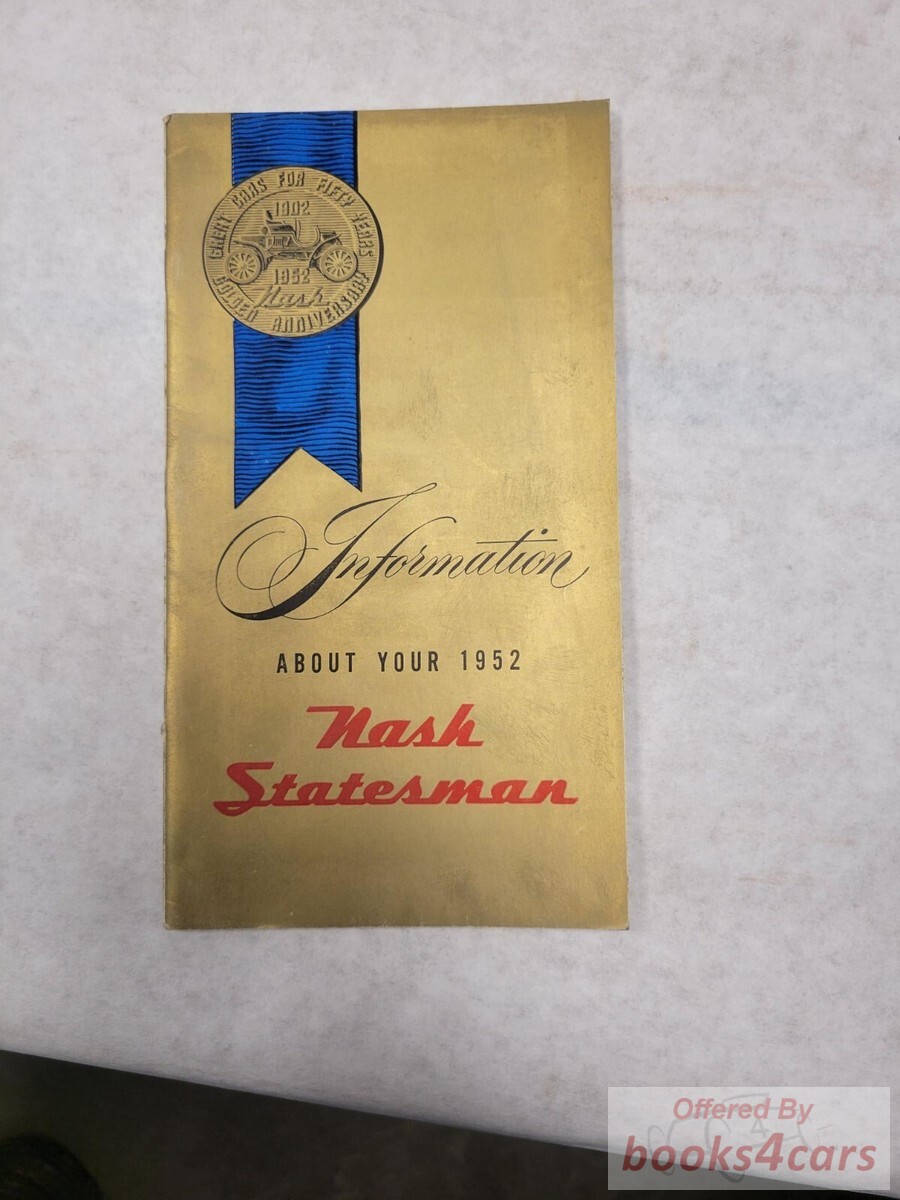 GREAT CARS FOR FIFTY YEARS
1902
1952
Nash
GOLDEN ANNIVERSARY
Information
ABOUT YOUR 1952
Nash
Statesman
Offered By
books4cars